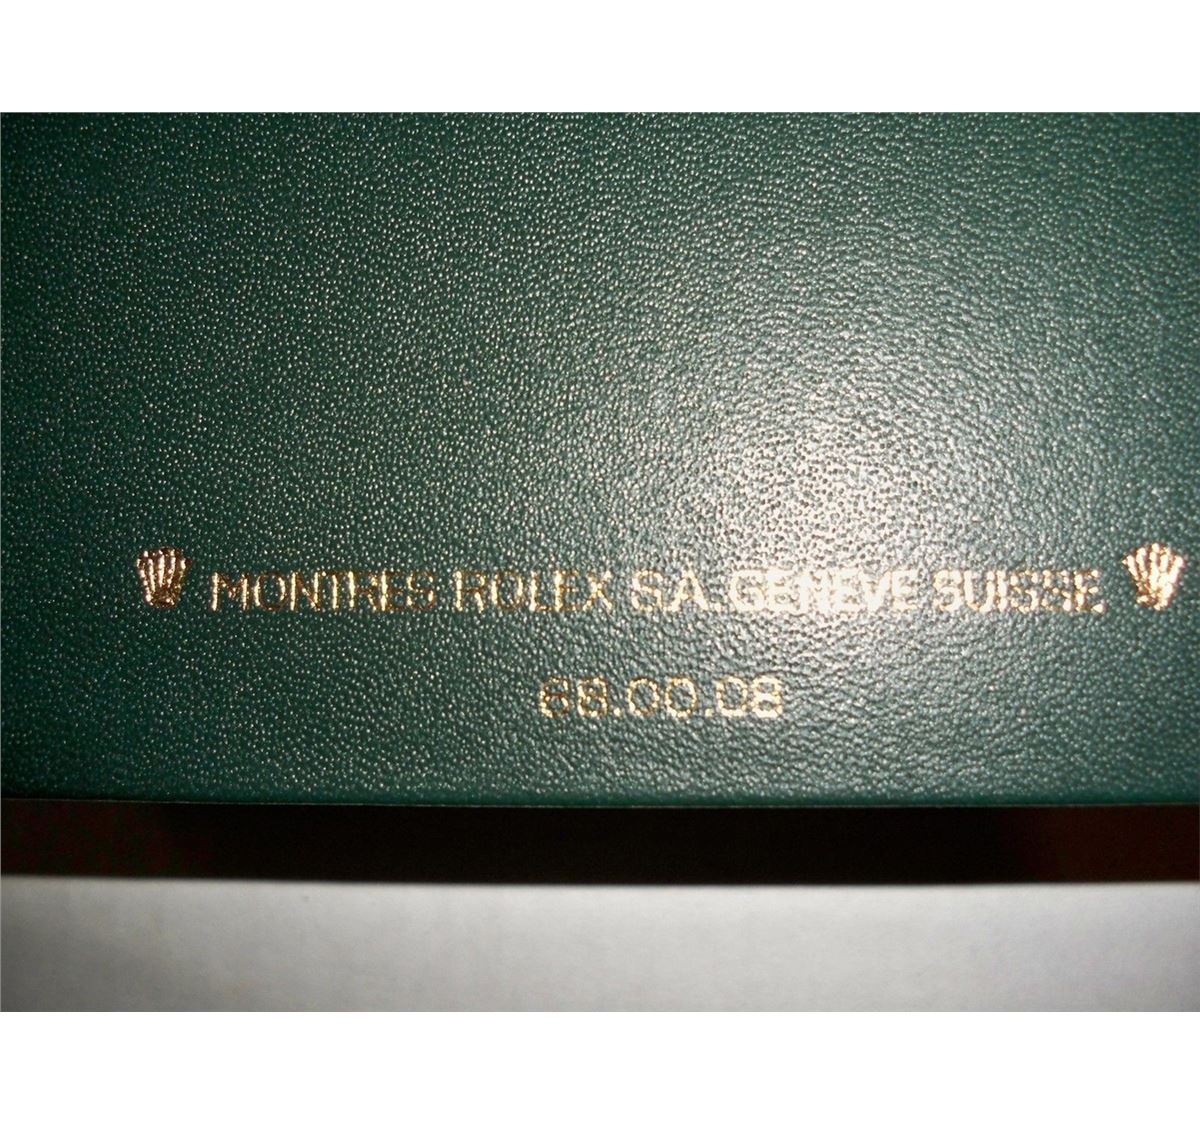 MONTRES ROLEX S.A. GENEVE SUISSE
68.00.08